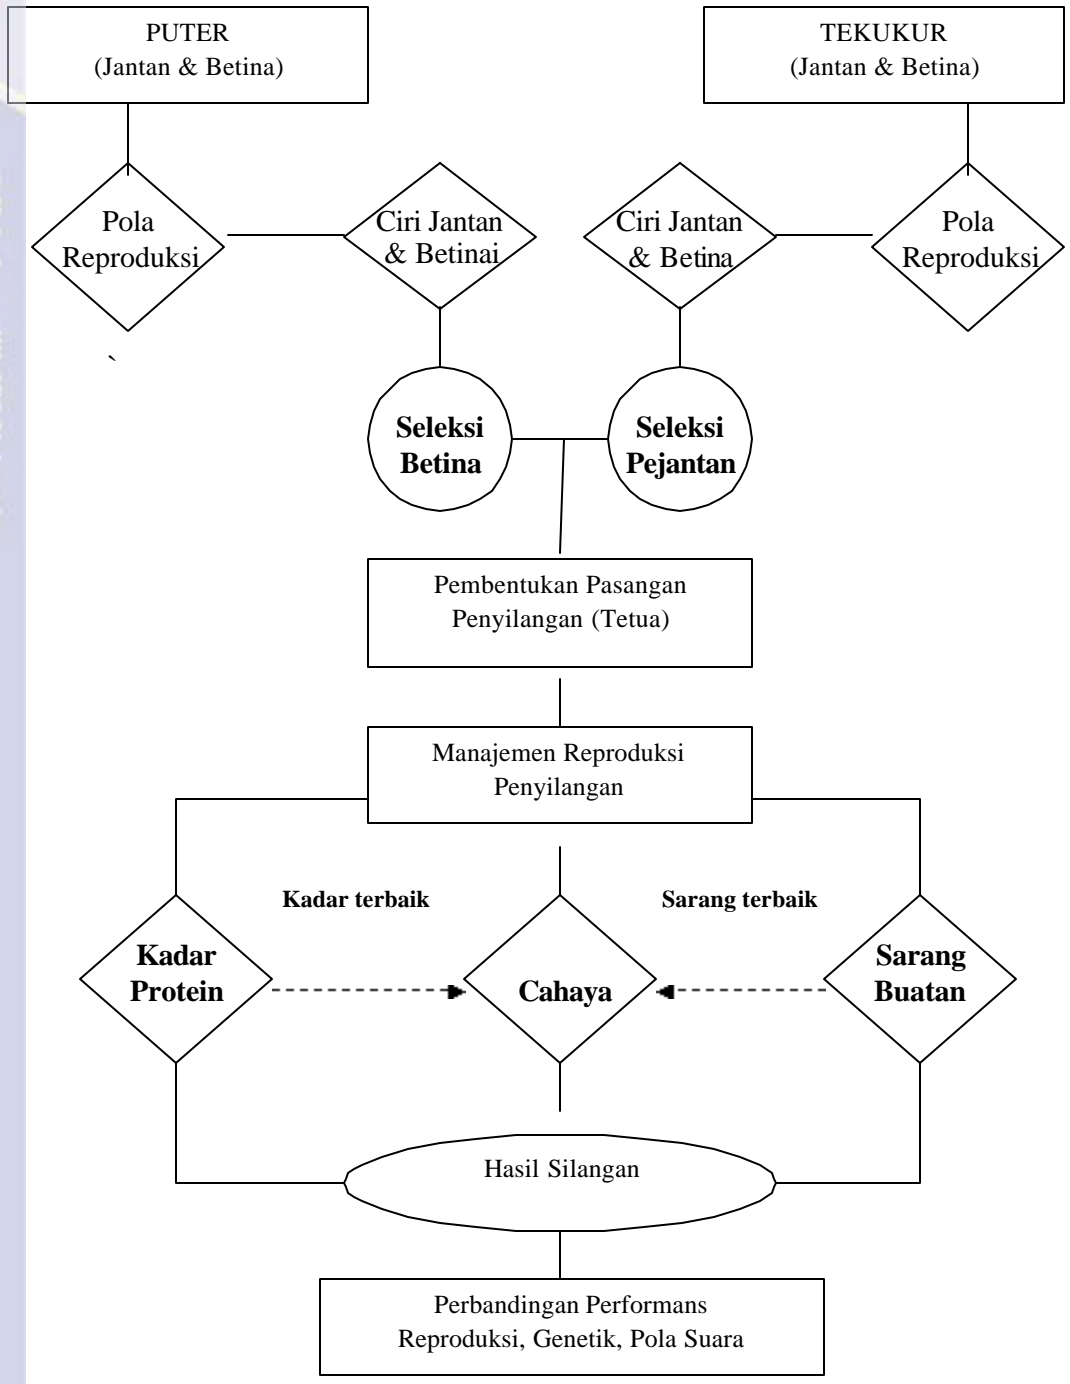 PUTER
(Jantan & Betina)
TEKUKUR
(Jantan & Betina)
Pola
Reproduksi
Ciri Jantan
& Betinai
Ciri Jantan
& Betina
Pola
Reproduksi
`
Seleksi
Betina
Seleksi
Pejantan
Pembentukan Pasangan
Penyilangan (Tetua)
Manajemen Reproduksi
Penyilangan
Kadar terbaik
Sarang terbaik
Kadar
Protein
Cahaya
Sarang
Buatan
Hasil Silangan
Perbandingan Performans
Reproduksi, Genetik, Pola Suara